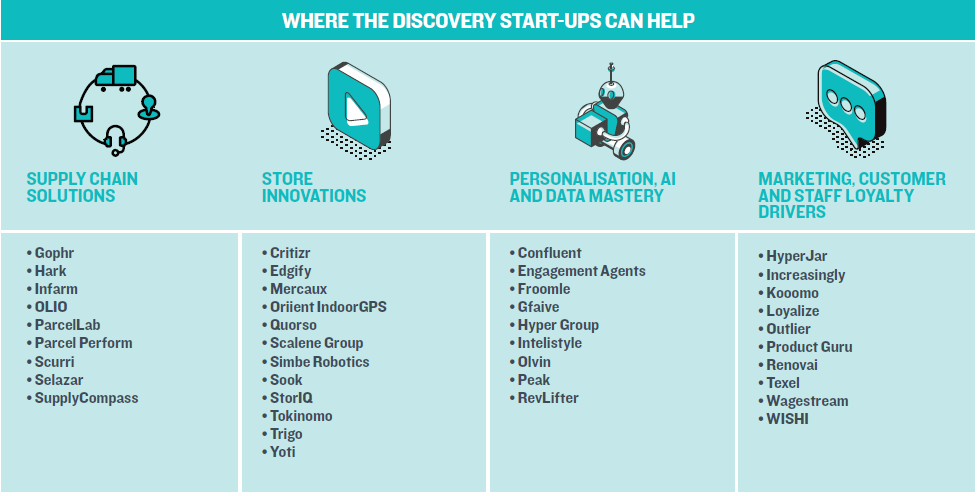 WHERE THE DISCOVERY START-UPS CAN HELP
SUPPLY CHAIN
SOLUTIONS
• Gophr
• Hark
• Infarm
• OLIO
• ParcelLab
• Parcel Perform
• Scurri
• Selazar
• SupplyCompass
STORE
INNOVATIONS
• Critizr
• Edgify
• Mercaux
• Oriient IndoorGPS
• Quorso
• Scalene Group
• Simbe Robotics
• Sook
• StorIQ
• Tokinomo
• Trigo
• Yoti
PERSONALISATION, AI
AND DATA MASTERY
• Confluent
• Engagement Agents
• Froomle
• Gfaive
• Hyper Group
• Intelistyle
• Olvin
• Peak
• RevLifter
MARKETING, CUSTOMER
AND STAFF LOYALTY
DRIVERS
• HyperJar
• Increasingly
• Kooomo
• Loyalize
• Outlier
• Product Guru
• Renovai
• Texel
• Wagestream
• WISHI